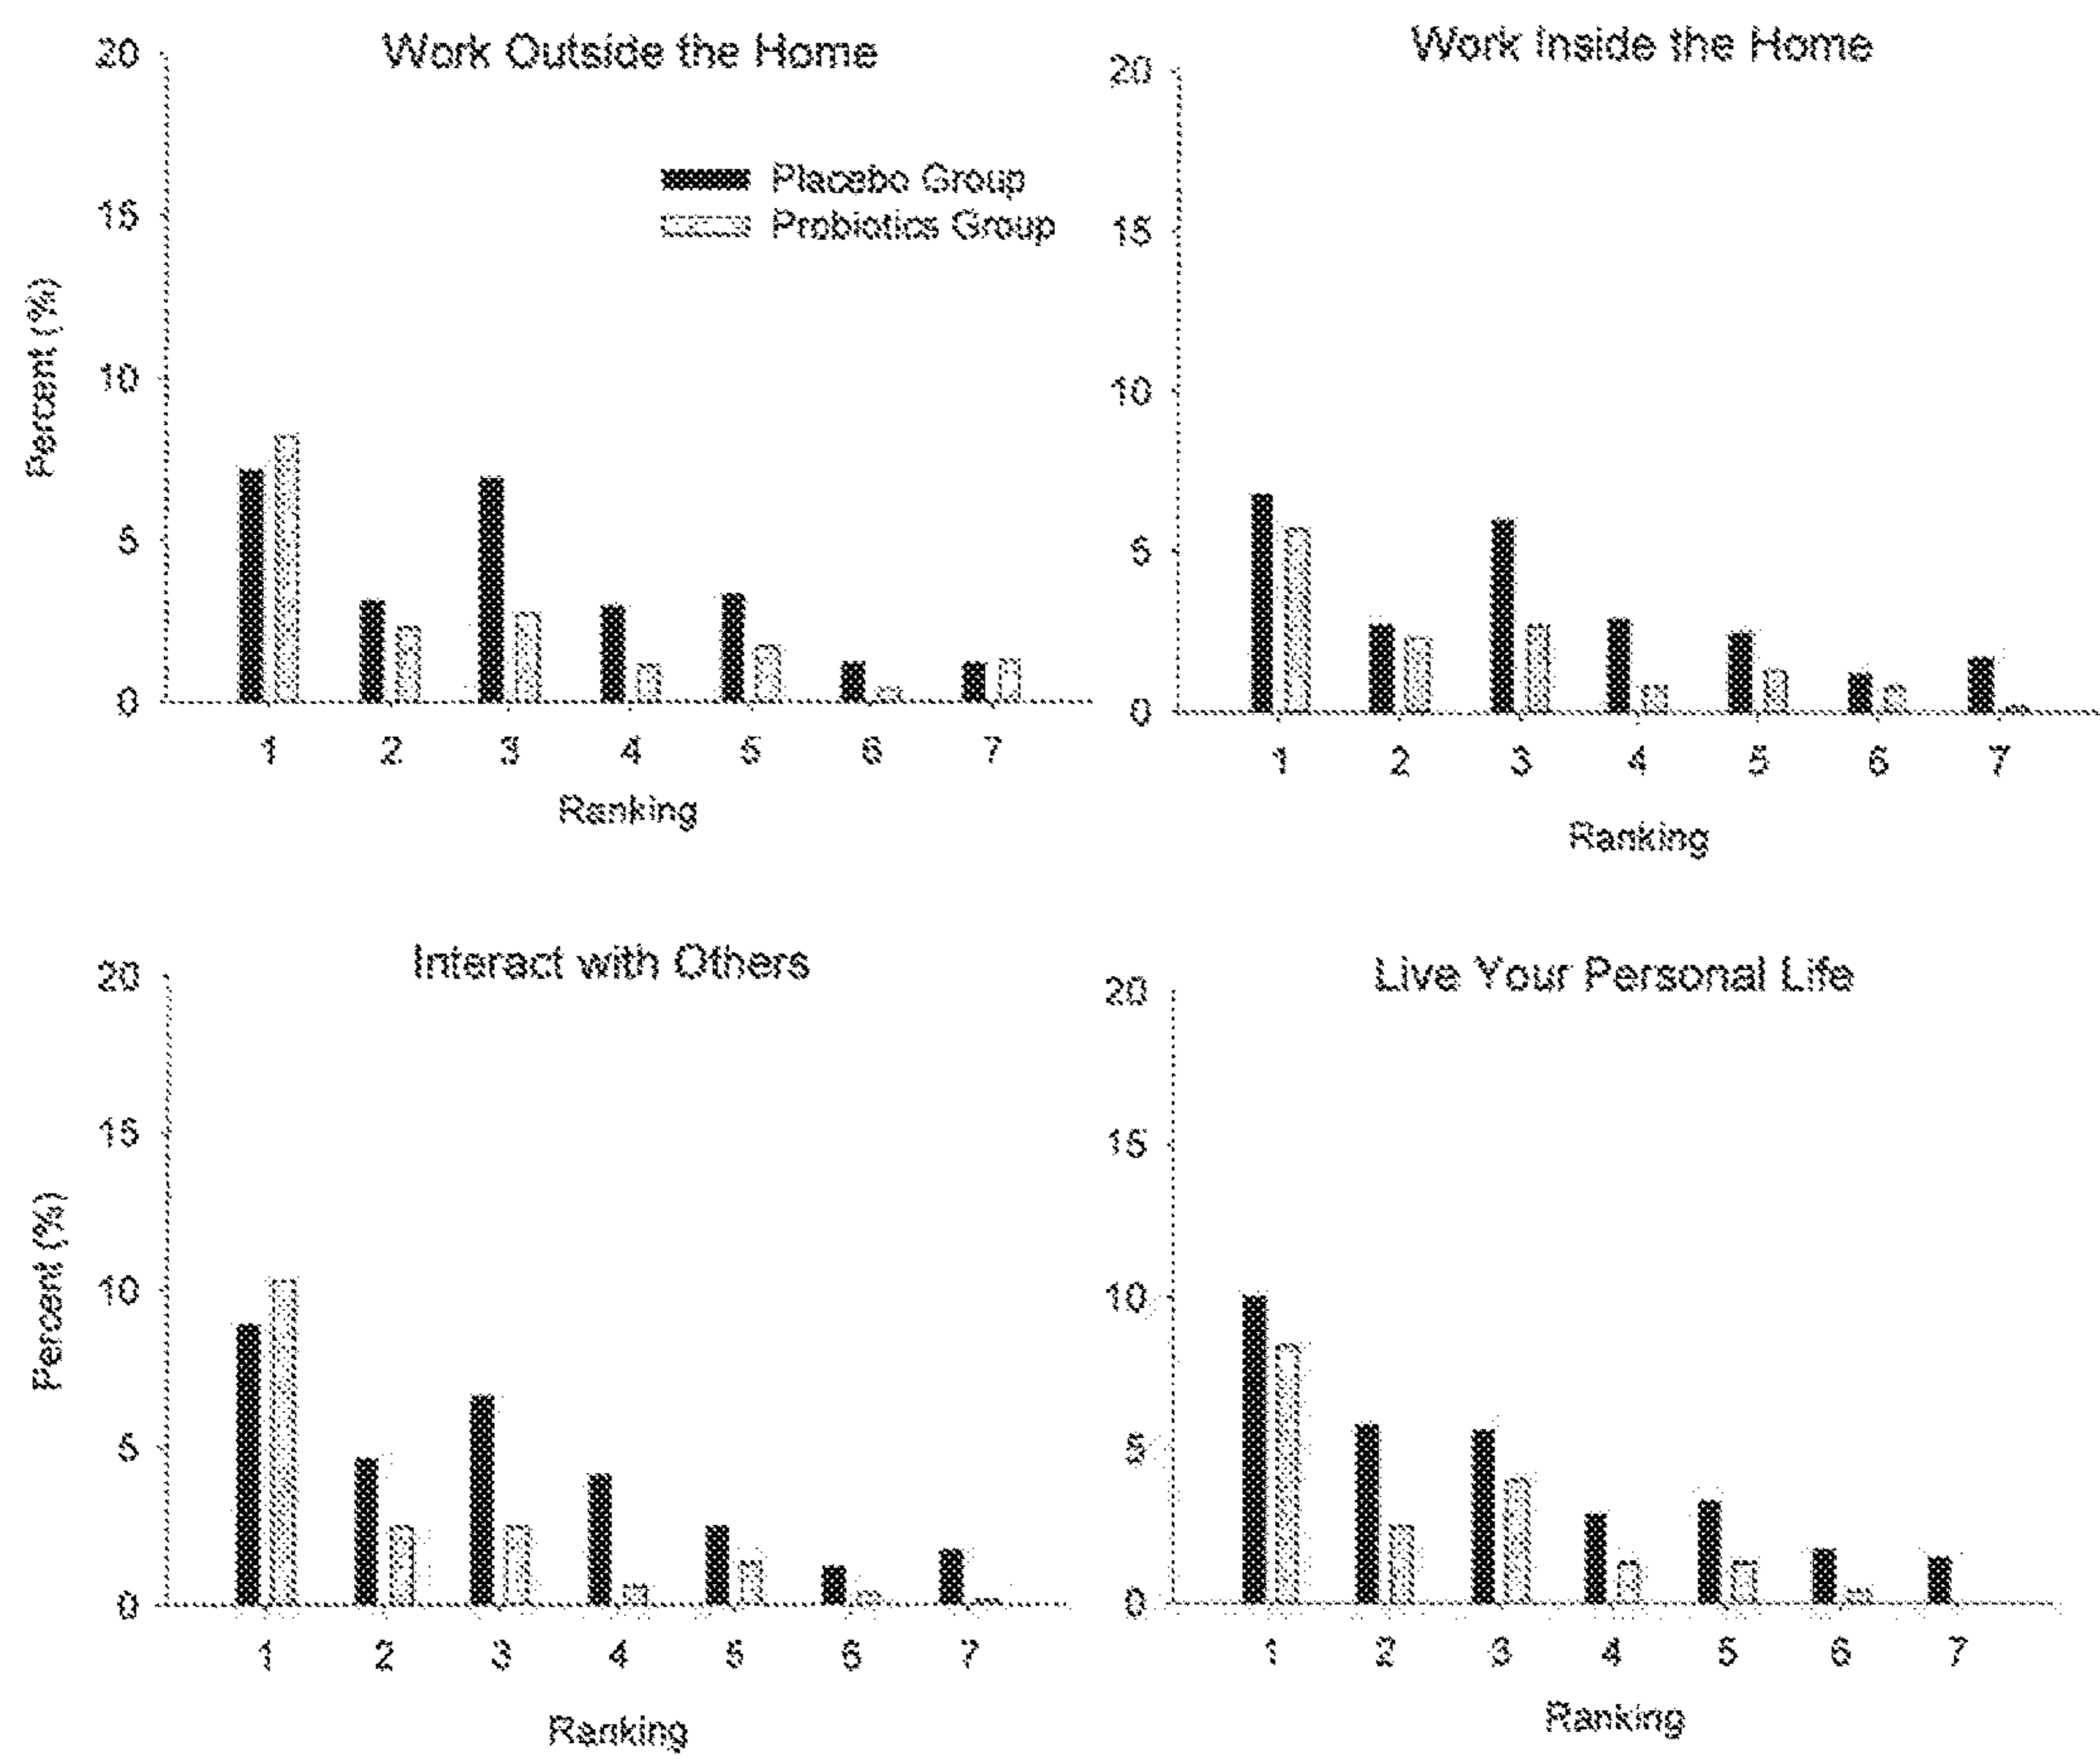 Work Outside the Home
20
15
10
5
0
Percent (%)
Placebo Group
Probiotics Group
1 2 3 4 5 6 7
Ranking
Work Inside the Home
20
15
10
5
0
1 2 3 4 5 6 7
Ranking
Interact with Others
20
15
10
5
0
Percent (%)
1 2 3 4 5 6 7
Ranking
Live Your Personal Life
20
15
10
5
0
1 2 3 4 5 6 7
Ranking